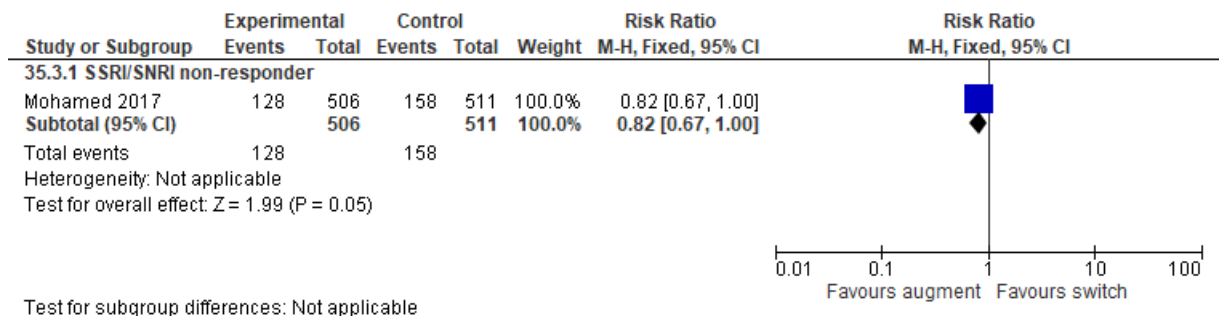 Experimental Control Risk Ratio Risk Ratio
Study or Subgroup Events Total Events Total Weight M-H, Fixed, 95% CI M-H, Fixed, 95% CI
35.3.1 SSRI/SNRI non-responder
Mohamed 2017 128 506 158 511 100.0% 0.82 [0.67, 1.00]
Subtotal (95% CI) 506 511 100.0% 0.82 [0.67, 1.00]
Total events 128 158
Heterogeneity: Not applicable
Test for overall effect: Z = 1.99 (P = 0.05)
0.01 0.1 1 10 100
Favours augment Favours switch
Test for subgroup differences: Not applicable